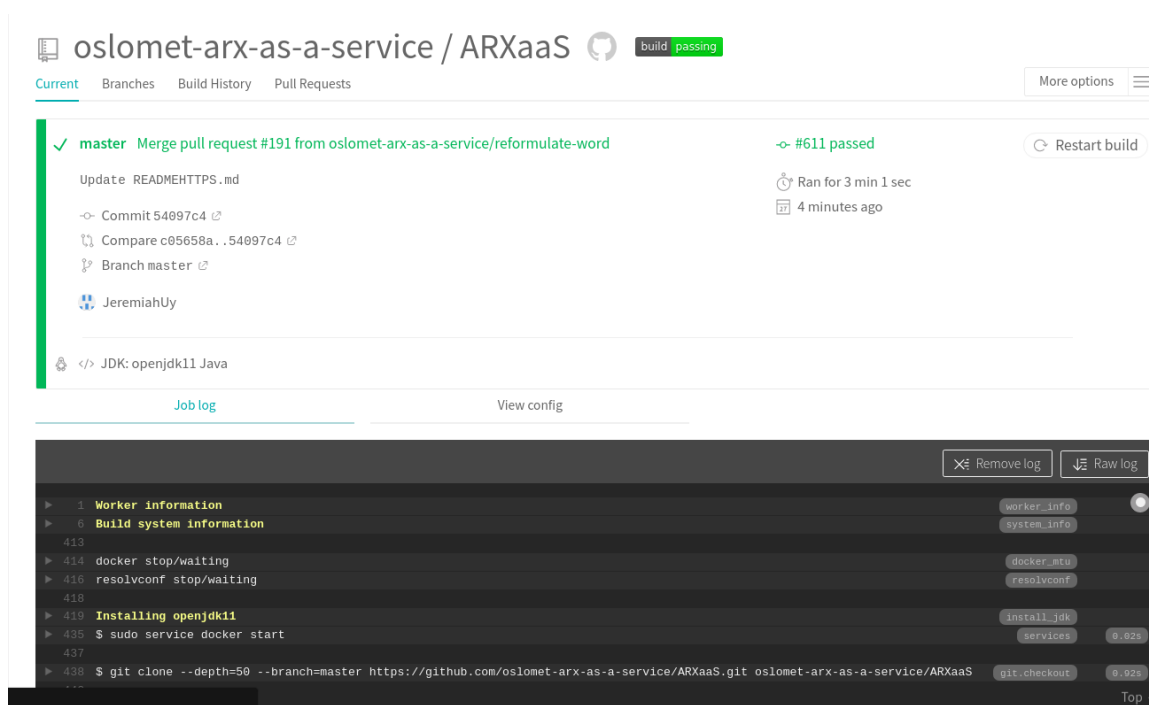 oslomet-arx-as-a-service / ARXaaS build passing
Current Branches Build History Pull Requests More options
master Merge pull request #191 from oslomet-arx-as-a-service/reformulate-word #611 passed Restart build
Update READMEHTTPS.md Ran for 3 min 1 sec
Commit 54097c4 4 minutes ago
Compare c05658a..54097c4
Branch master
JeremiahUy
JDK: openjdk11 Java
Job log View config
Remove log Raw log
1 Worker information worker_info
6 Build system information system_info
413
414 docker stop/waiting docker_mtu
416 resolvconf stop/waiting resolvconf
418
419 Installing openjdk11 install_jdk
435 $ sudo service docker start services 0.02s
437
438 $ git clone --depth=50 --branch=master https://github.com/oslomet-arx-as-a-service/ARXaaS.git oslomet-arx-as-a-service/ARXaaS git.checkout 0.92s
Top